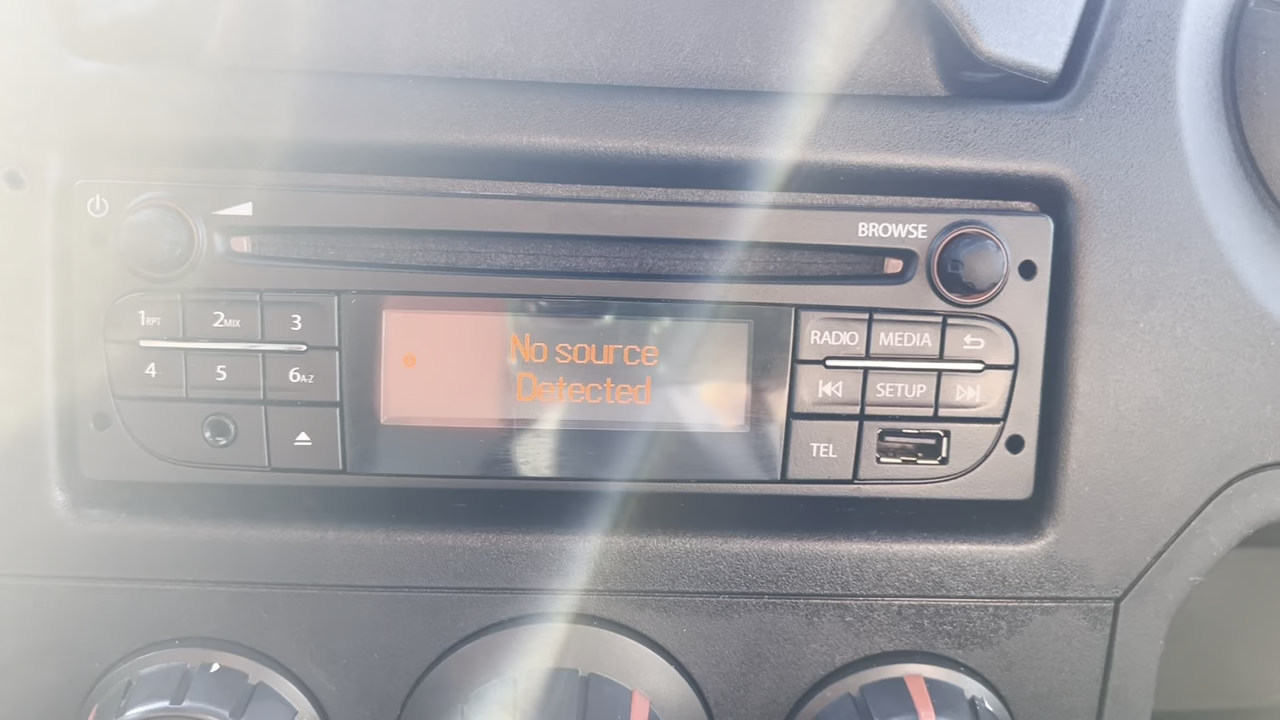 BROWSE
1RPT 2MIX 3
4 5 6A-Z
No source
Detected
RADIO MEDIA
SETUP
TEL